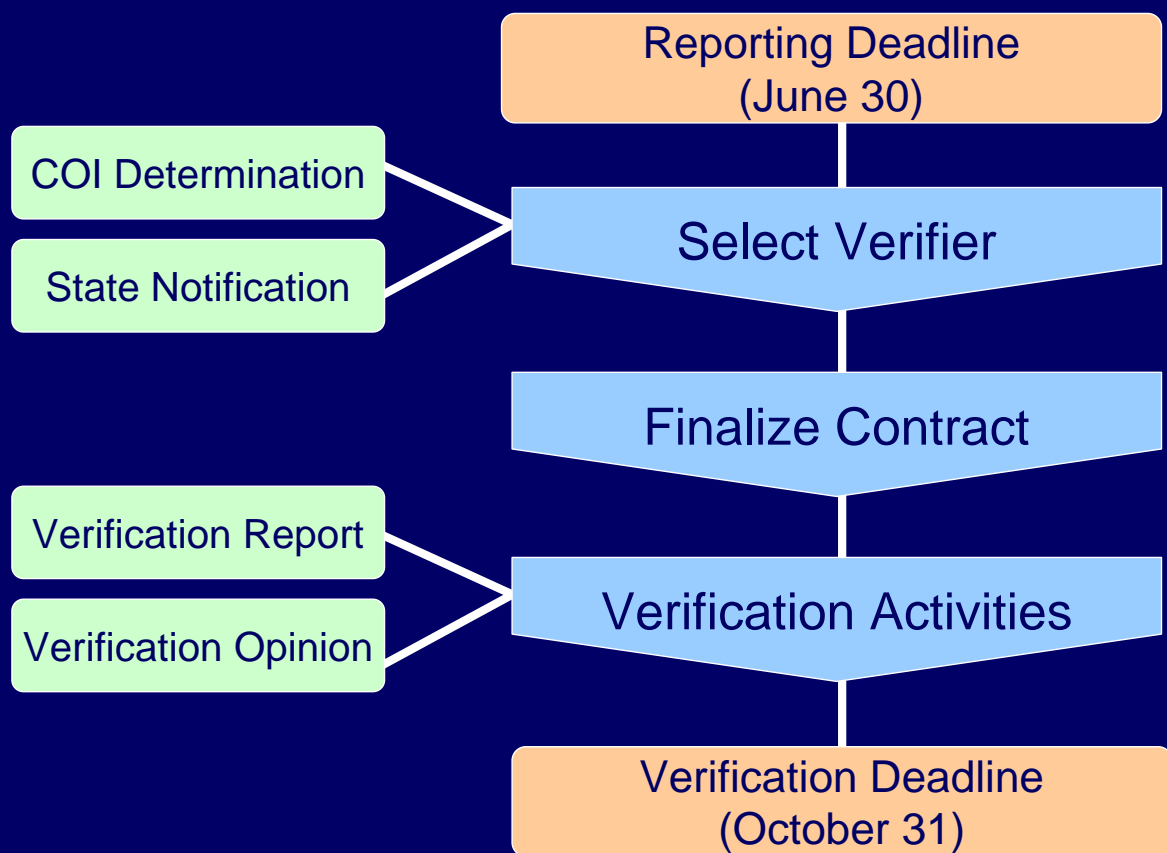 Reporting Deadline
(June 30)
COI Determination
State Notification
Select Verifier
Finalize Contract
Verification Report
Verification Opinion
Verification Activities
Verification Deadline
(October 31)